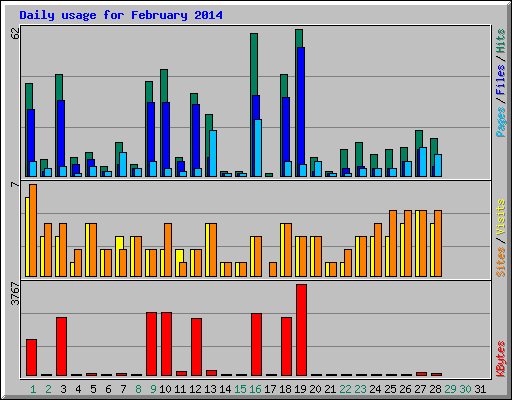 Daily usage for February 2014
62
Pages / Files / Hits
7
Sites / Visits
3767
KBytes
1 2 3 4 5 6 7 8 9 10 11 12 13 14 15 16 17 18 19 20 21 22 23 24 25 26 27 28 29 30 31